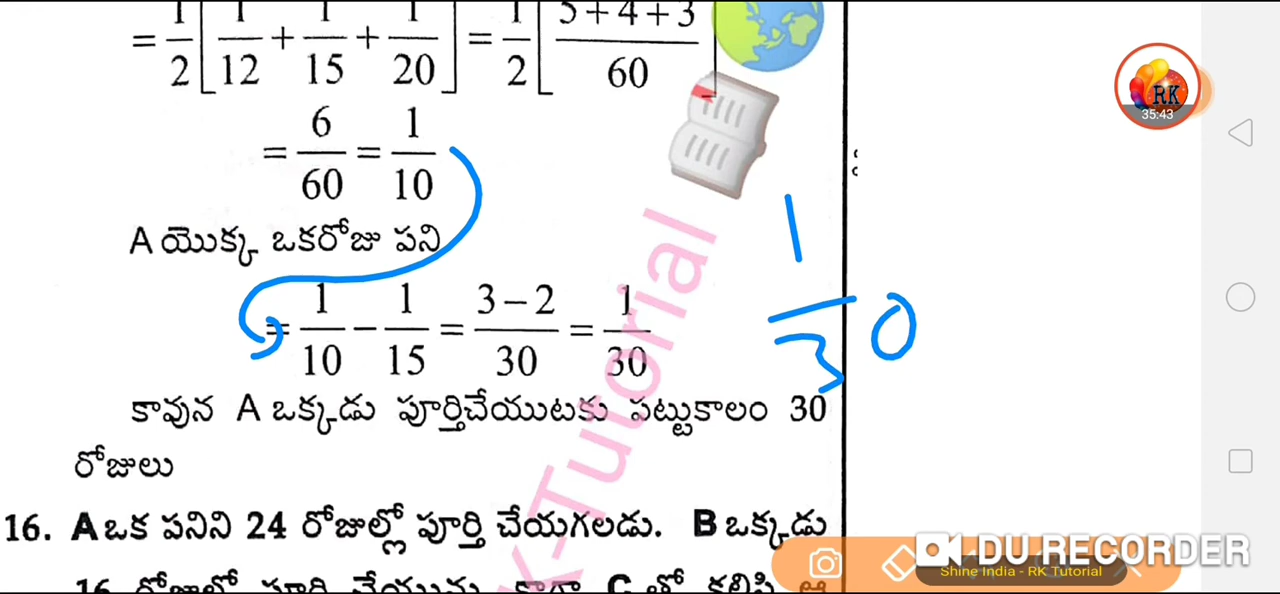 = 1/2 [ 1/12 + 1/15 + 1/20 ] = 1/2 [ 5 + 4 + 3 / 60 ]
= 6/60 = 1/10
A యొక్క ఒకరోజు పని
= 1/10 − 1/15 = 3 − 2 / 30 = 1/30
1/30
కావున A ఒక్కడు పూర్తిచేయుటకు పట్టుకాలం 30
రోజులు
16. A ఒక పనిని 24 రోజుల్లో పూర్తి చేయగలడు. B ఒక్కడు
16 రోజుల్లో పూర్తి చేయును. కాగా C తో కలిసి ఆ
K-Tutorial
RK
35:43
DU RECORDER
Shine India - RK Tutorial